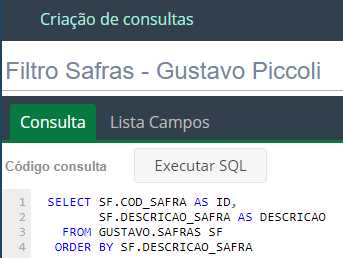 Criação de consultas
Filtro Safras - Gustavo Piccoli
Consulta Lista Campos
Código consulta Executar SQL
1 SELECT SF.COD_SAFRA AS ID,
2 SF.DESCRICAO_SAFRA AS DESCRICAO
3 FROM GUSTAVO.SAFRAS SF
4 ORDER BY SF.DESCRICAO_SAFRA